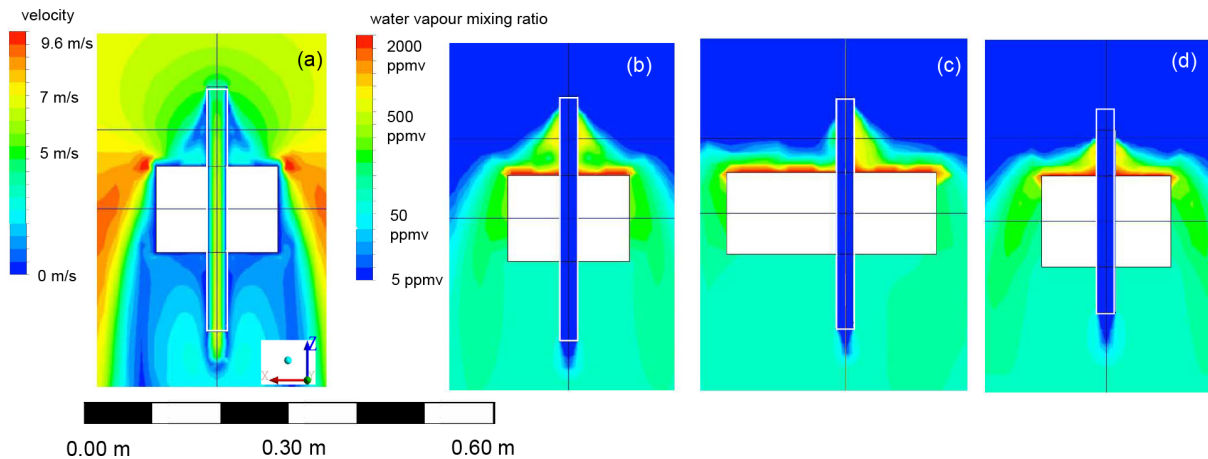 velocity
9.6 m/s
7 m/s
5 m/s
0 m/s
(a)
X
Z
Y
water vapour mixing ratio
2000
ppmv
500
ppmv
50
ppmv
5 ppmv
(b)
(c)
(d)
0.00 m
0.30 m
0.60 m